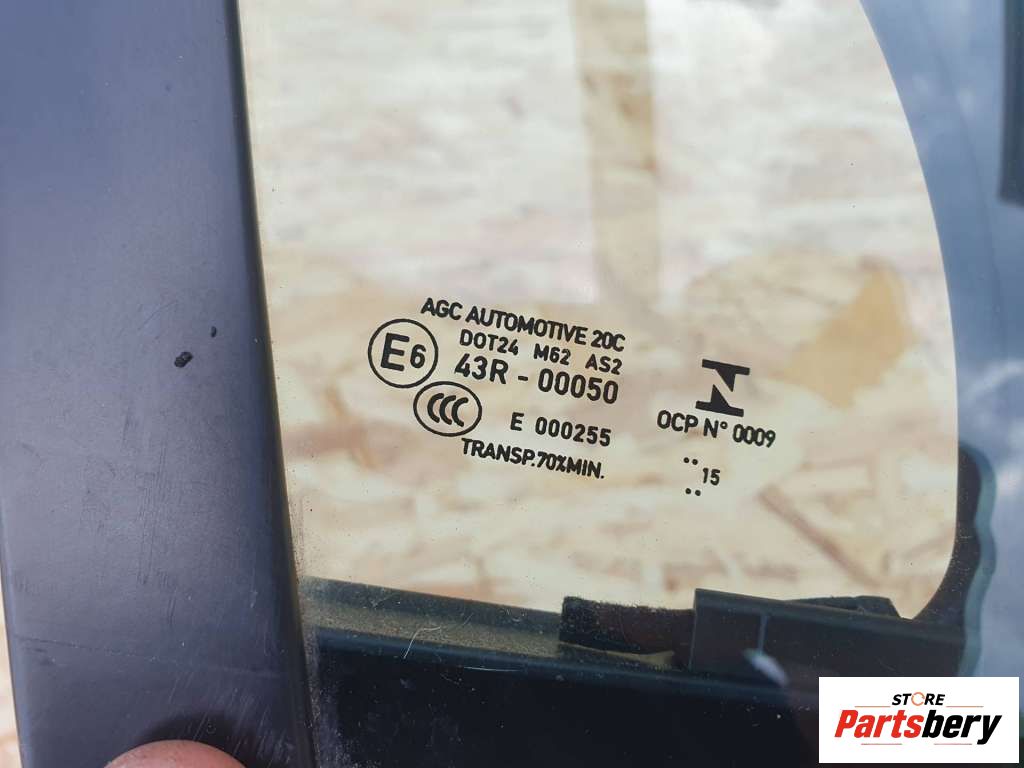 AGC AUTOMOTIVE 20C
DOT24 M62 AS2
E6 43R - 00050
CCC E 000255
TRANSP.70%MIN.
OCP N° 0009
.. 15
..
STORE
Partsbery